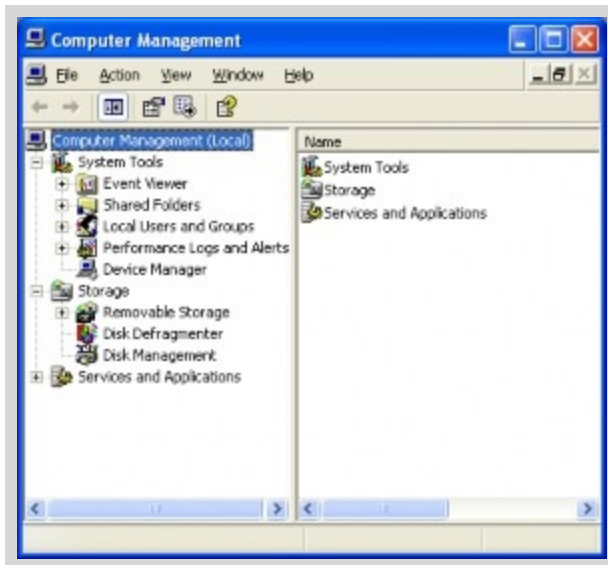 Computer Management
File Action View Window Help
Computer Management (Local)
System Tools
Event Viewer
Shared Folders
Local Users and Groups
Performance Logs and Alerts
Device Manager
Storage
Removable Storage
Disk Defragmenter
Disk Management
Services and Applications
Name
System Tools
Storage
Services and Applications